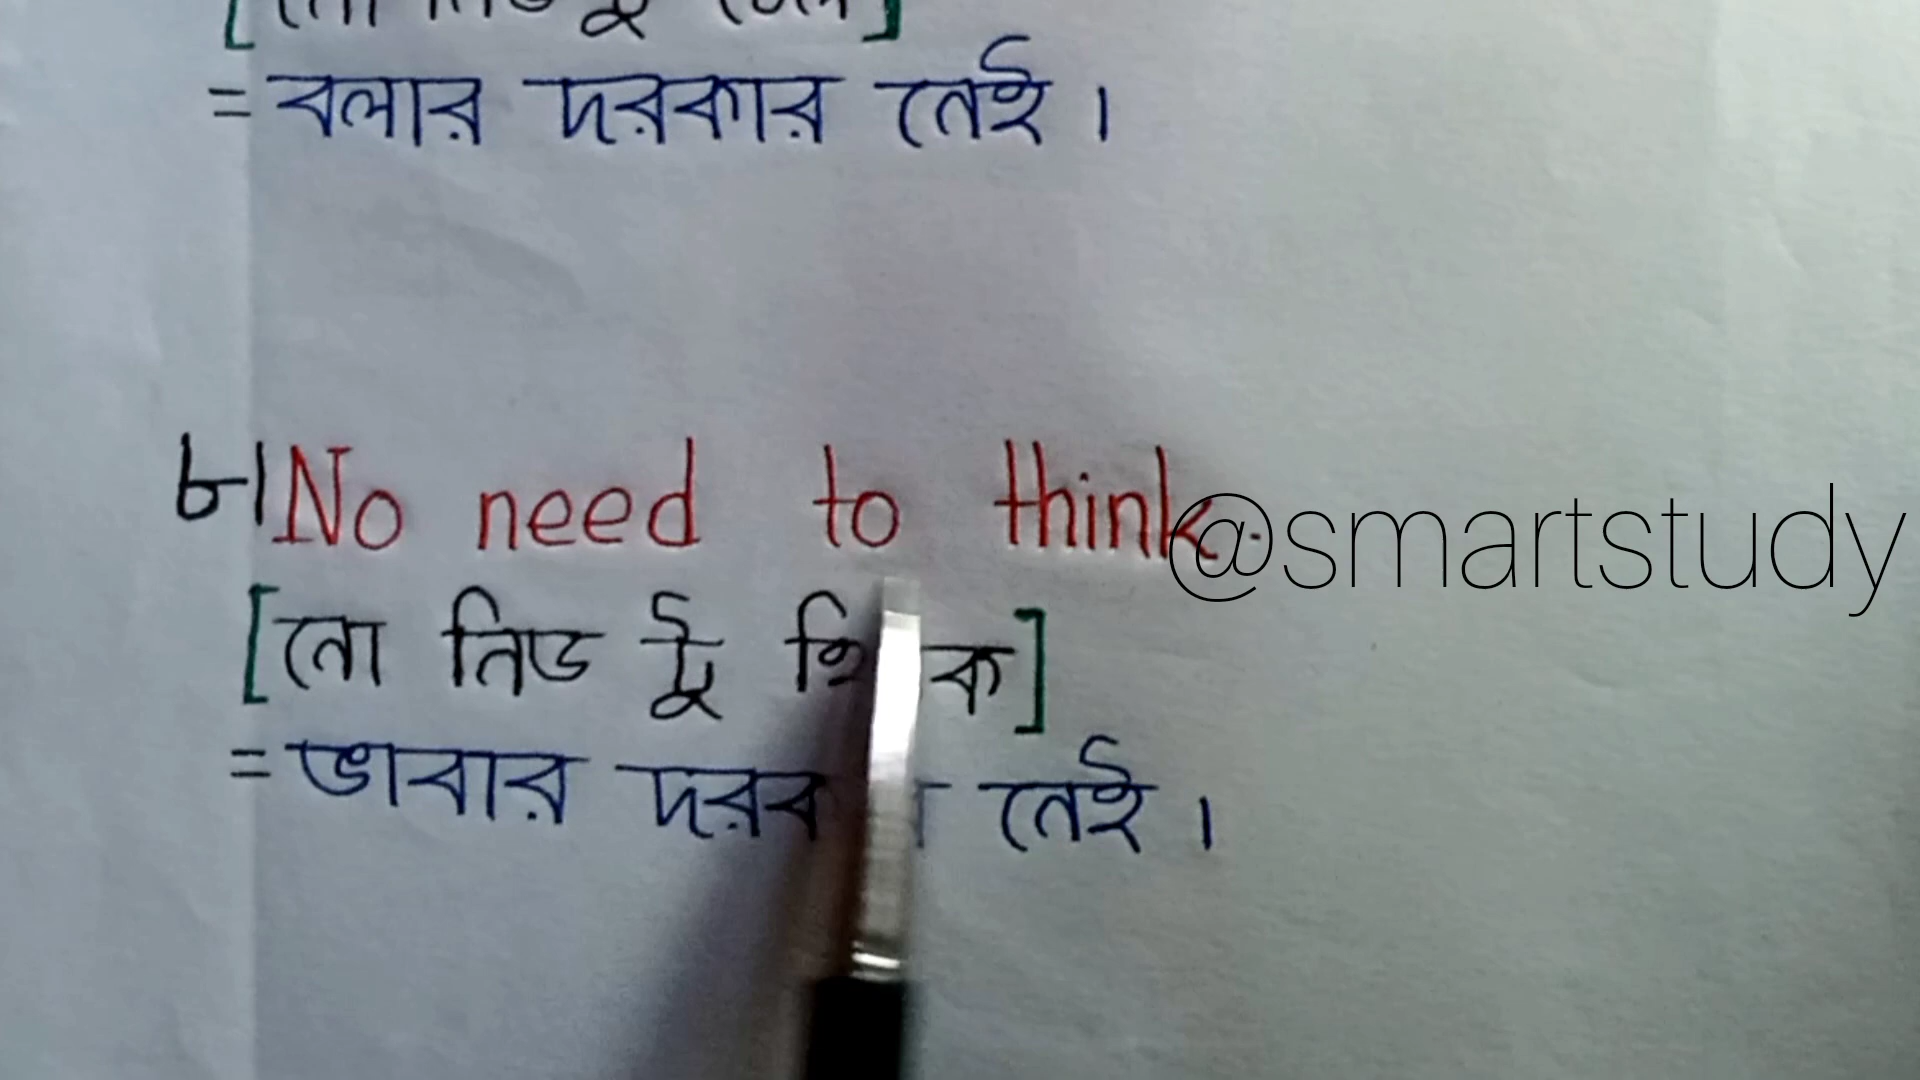 = বলার দরকার নেই।
৮। No need to think.
@smartstudy
[নো নিড টু
= ভাবার নেই।